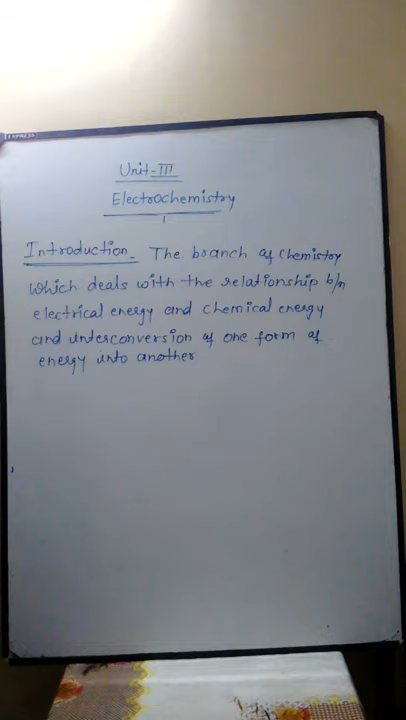 EXPRESS
Unit-III
Electrochemistry
Introduction- The branch of Chemistry
which deals with the relationship b/n
electrical energy and chemical energy
and interconversion of one form of
energy into another